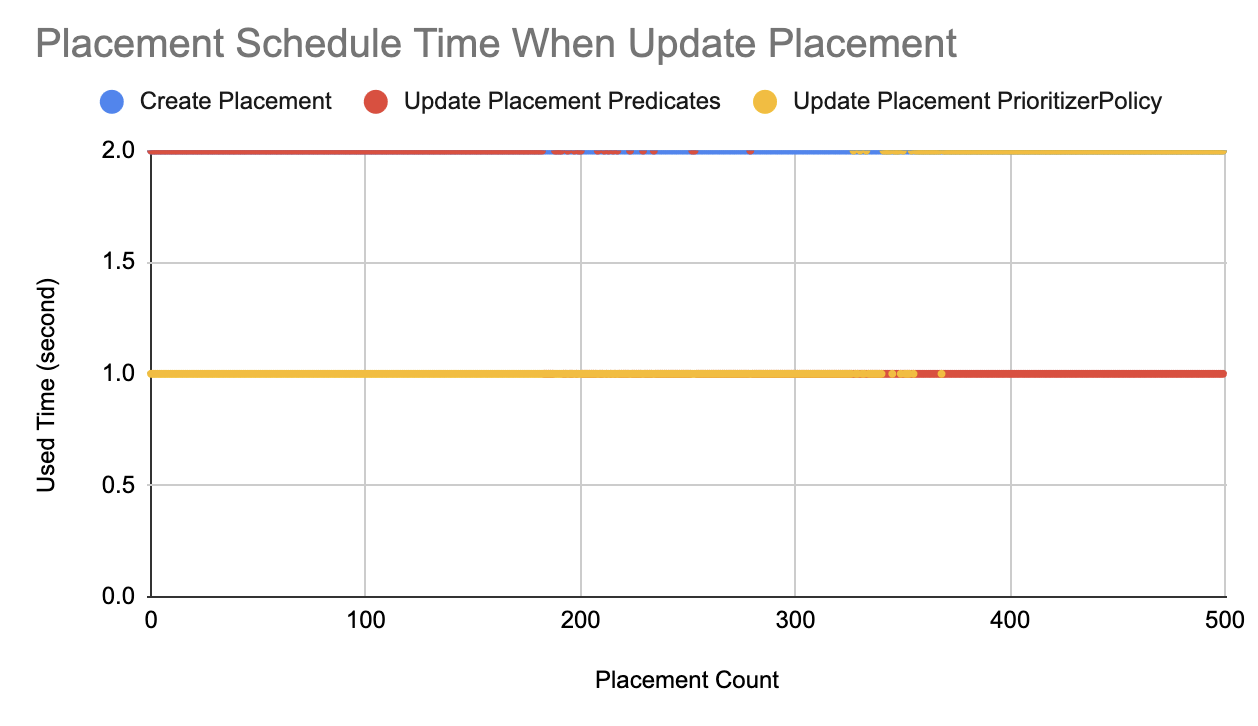 Placement Schedule Time When Update Placement
Create Placement Update Placement Predicates Update Placement PrioritizerPolicy
2.0
1.5
1.0
0.5
0.0
Used Time (second)
0 100 200 300 400 500
Placement Count